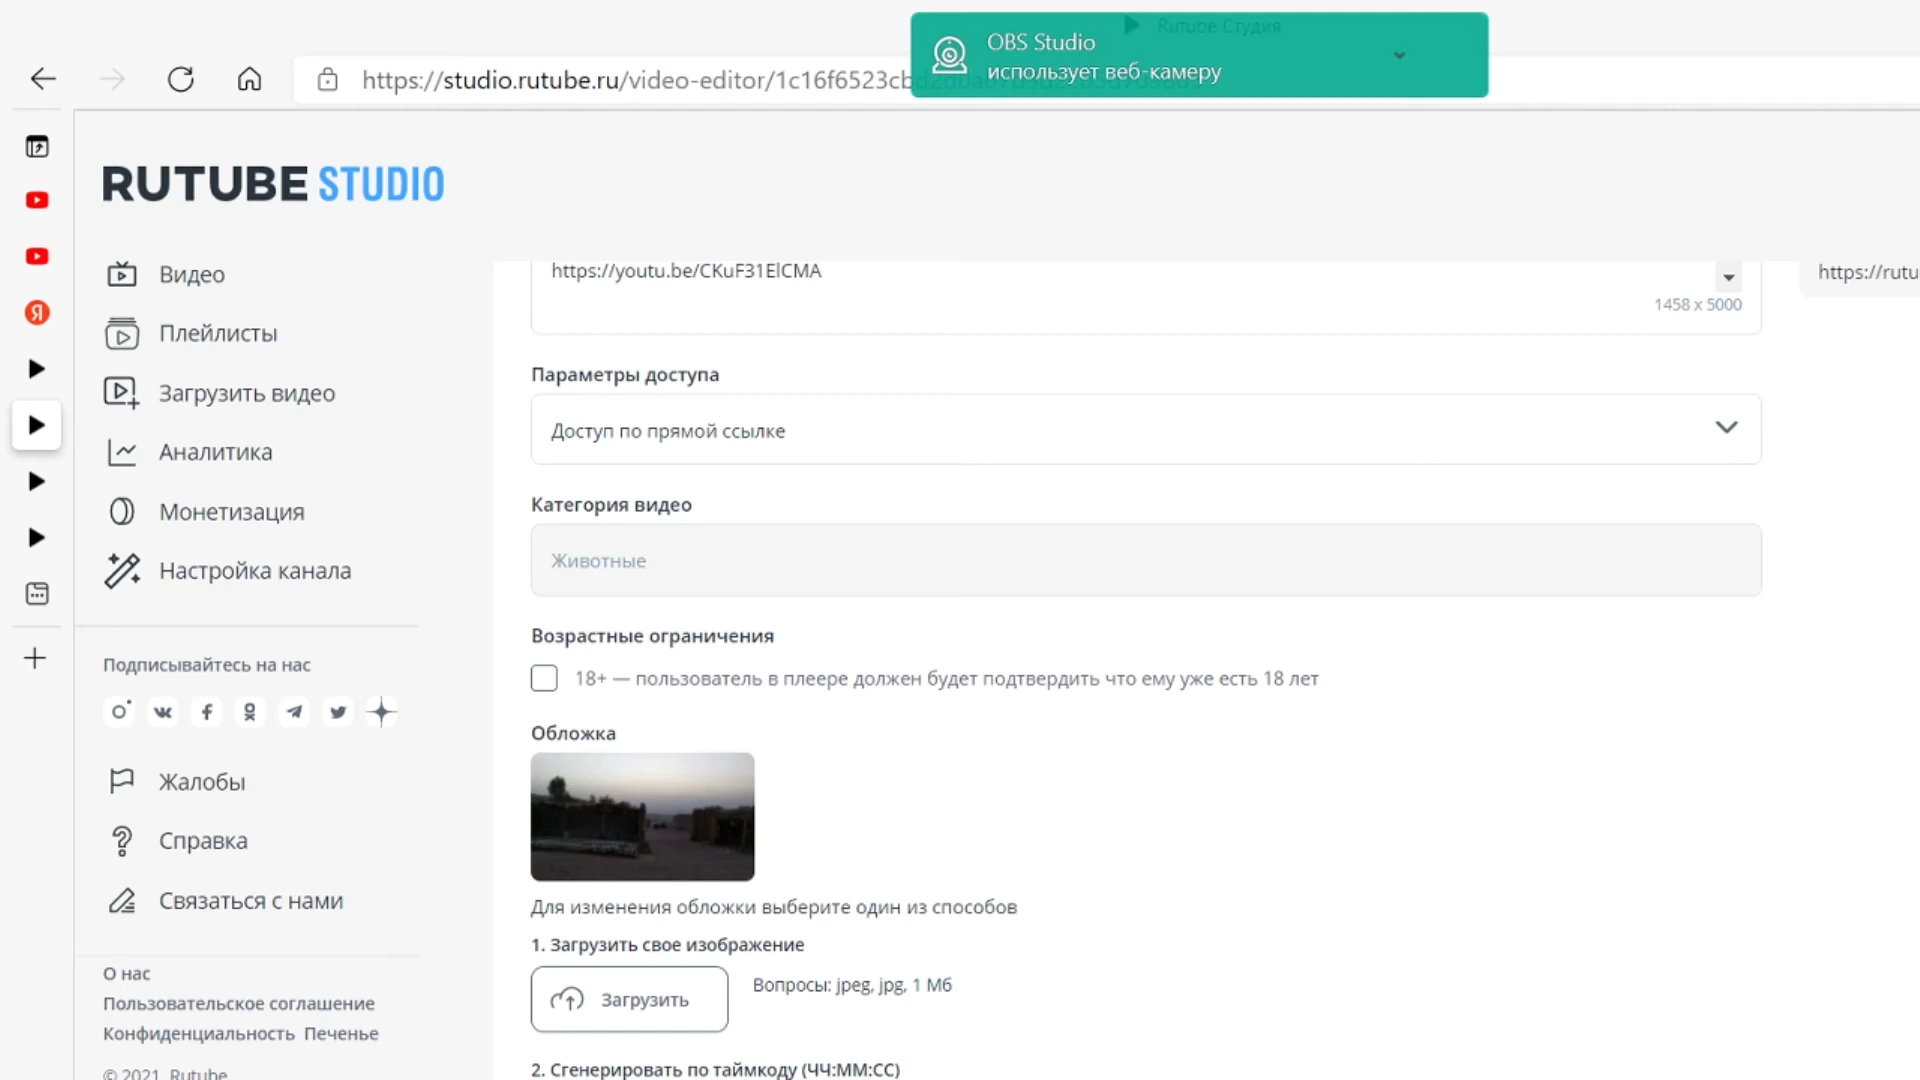 Rutube Студия
OBS Studio
использует веб-камеру
https://studio.rutube.ru/video-editor/1c16f6523cb
RUTUBE STUDIO
Видео
Плейлисты
Загрузить видео
Аналитика
Монетизация
Настройка канала
Подписывайтесь на нас
Жалобы
Справка
Связаться с нами
О нас
Пользовательское соглашение
Конфиденциальность Печенье
© 2021, Rutube
https://youtu.be/CKuF31ElCMA
1458 x 5000
https://rutu
Параметры доступа
Доступ по прямой ссылке
Категория видео
Животные
Возрастные ограничения
18+ — пользователь в плеере должен будет подтвердить что ему уже есть 18 лет
Обложка
Для изменения обложки выберите один из способов
1. Загрузить свое изображение
Загрузить
Вопросы: jpeg, jpg, 1 Мб
2. Сгенерировать по таймкоду (ЧЧ:ММ:СС)